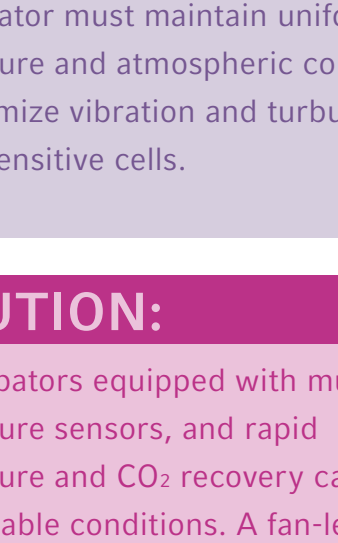 ator must maintain unifo
ure and atmospheric co
mize vibration and turbu
ensitive cells.
UTION:
bators equipped with mu
ure sensors, and rapid
ure and CO₂ recovery ca
able conditions. A fan-le